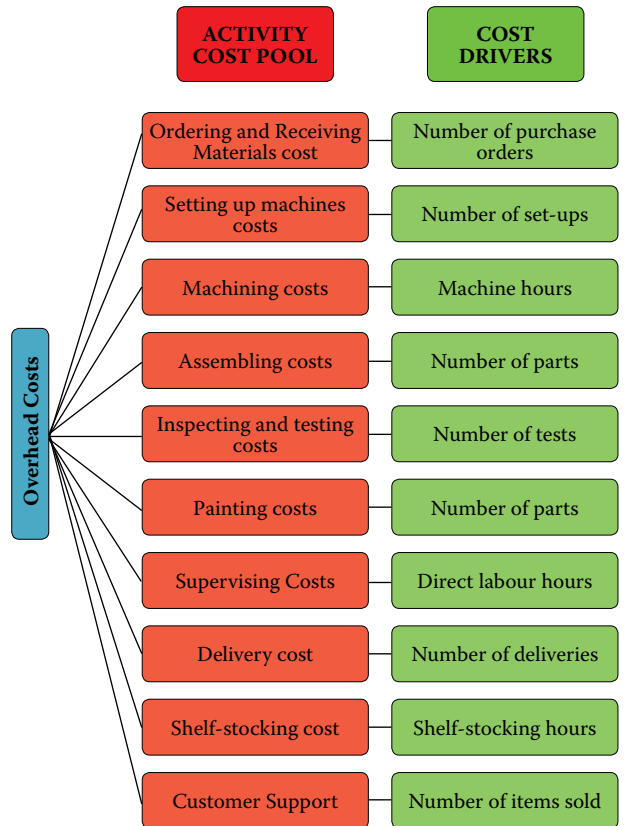 ACTIVITY
COST POOL
COST
DRIVERS
Overhead Costs
Ordering and Receiving
Materials cost
Number of purchase
orders
Setting up machines
costs
Number of set-ups
Machining costs
Machine hours
Assembling costs
Number of parts
Inspecting and testing
costs
Number of tests
Painting costs
Number of parts
Supervising Costs
Direct labour hours
Delivery cost
Number of deliveries
Shelf-stocking cost
Shelf-stocking hours
Customer Support
Number of items sold